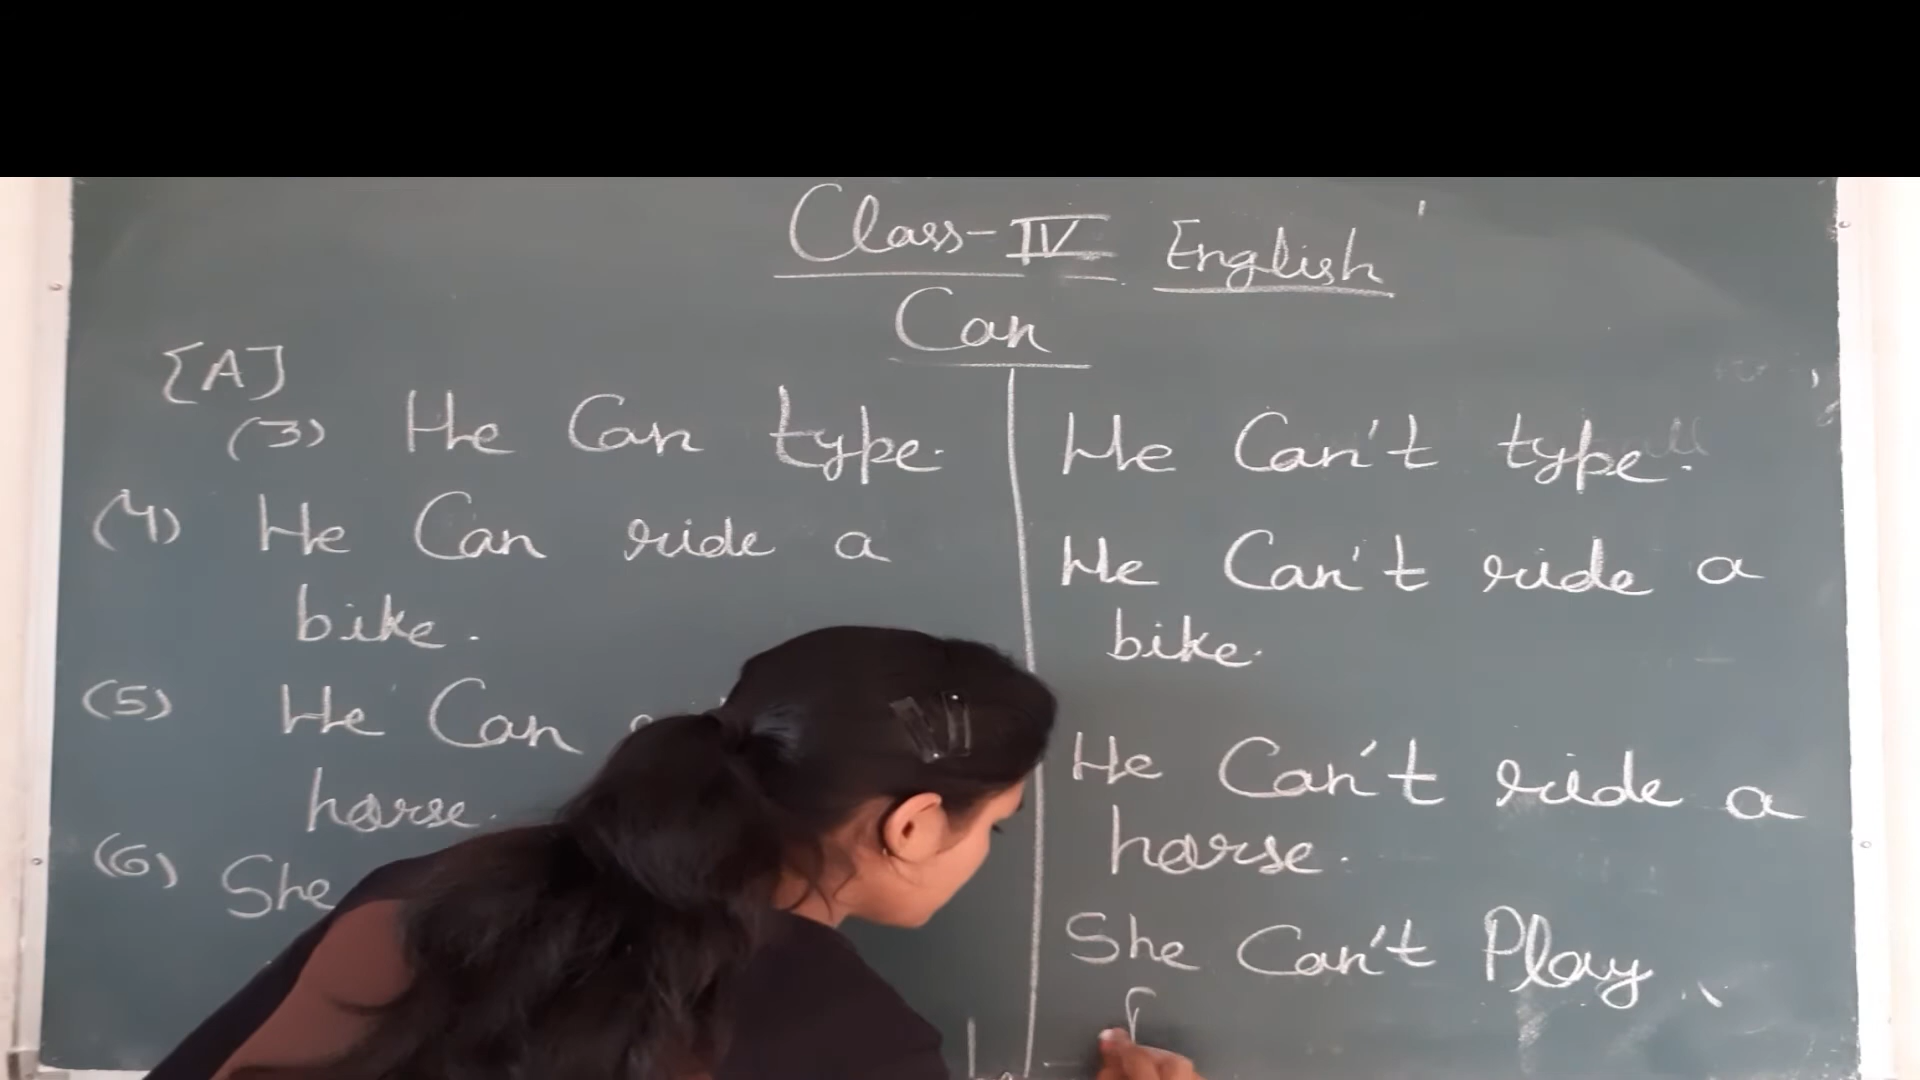 Class-IV English
Can
[A]
(3) He Can type.
(4) He Can ride a
bike.
(5) He Can
horse.
(6) She
He Can't type.
He Can't ride a
bike.
He Can't ride a
horse.
She Can't Play